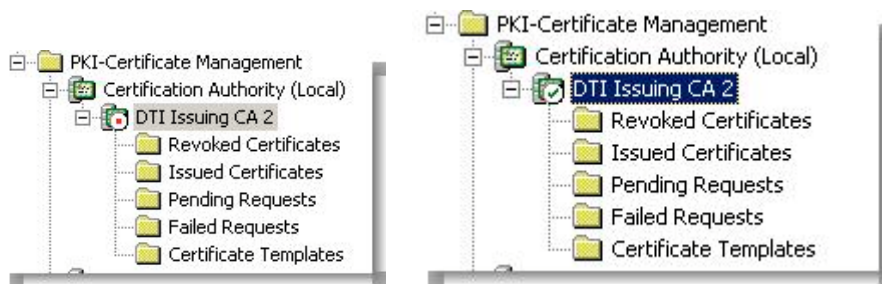 PKI-Certificate Management
Certification Authority (Local)
DTI Issuing CA 2
Revoked Certificates
Issued Certificates
Pending Requests
Failed Requests
Certificate Templates
PKI-Certificate Management
Certification Authority (Local)
DTI Issuing CA 2
Revoked Certificates
Issued Certificates
Pending Requests
Failed Requests
Certificate Templates